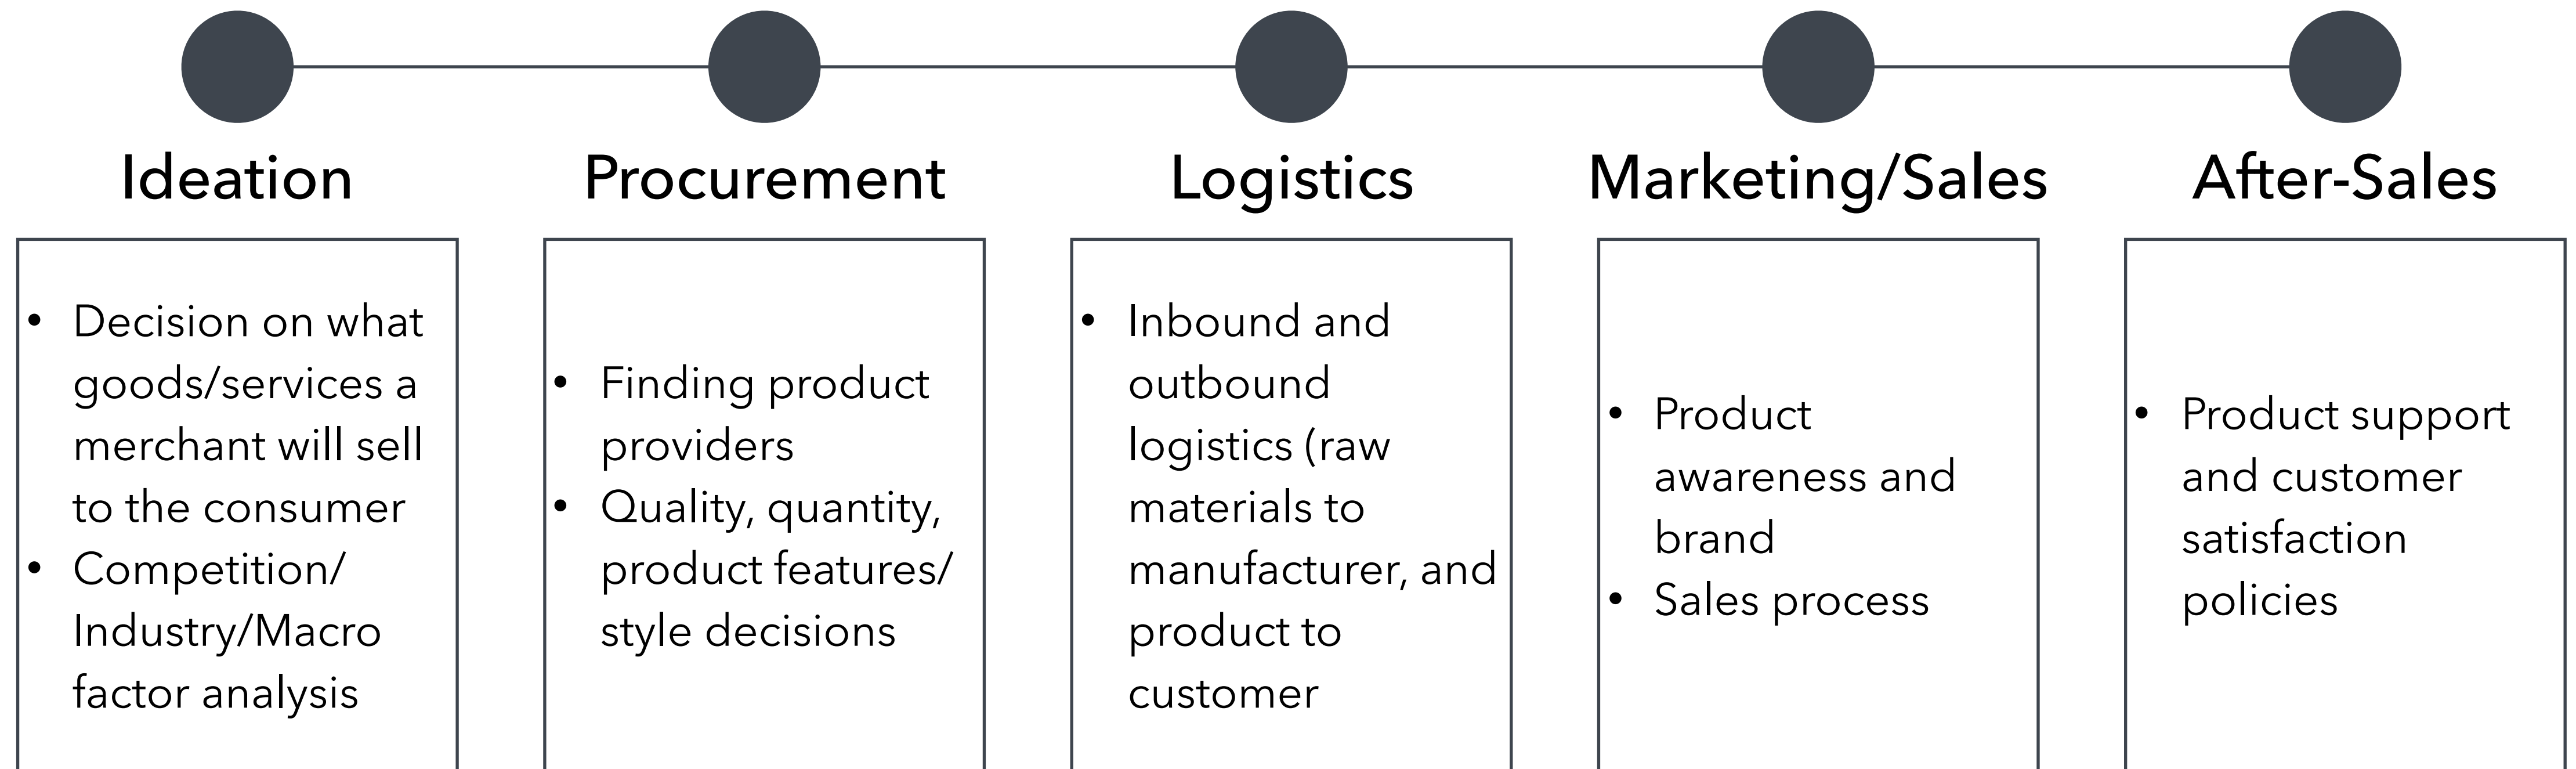 Ideation
• Decision on what
goods/services a
merchant will sell
to the consumer
• Competition/
Industry/Macro
factor analysis
Procurement
• Finding product
providers
• Quality, quantity,
product features/
style decisions
Logistics
• Inbound and
outbound
logistics (raw
materials to
manufacturer, and
product to
customer
Marketing/Sales
• Product
awareness and
brand
• Sales process
After-Sales
• Product support
and customer
satisfaction
policies